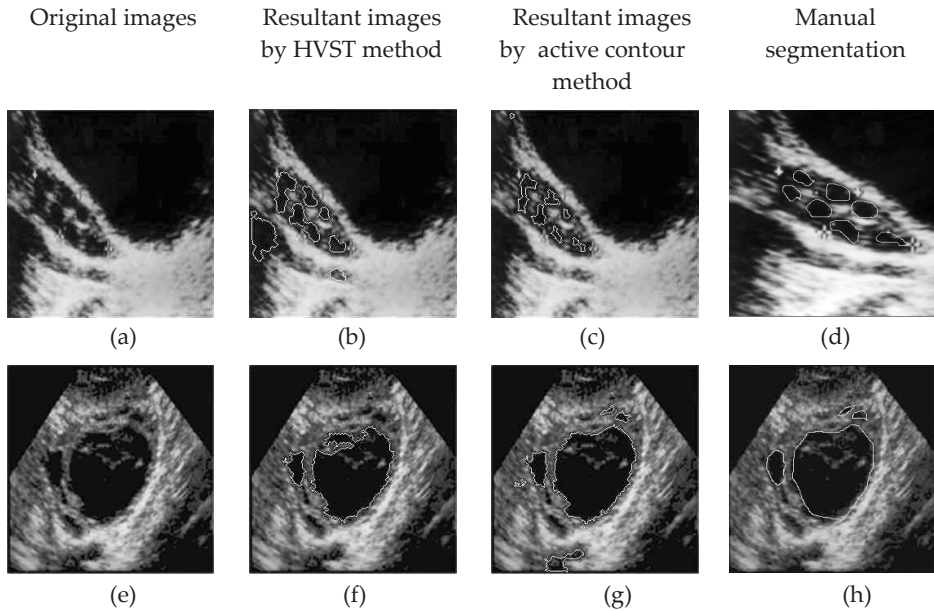 Original images
Resultant images
by HVST method
Resultant images
by active contour
method
Manual
segmentation
(a)
(b)
(c)
(d)
(e)
(f)
(g)
(h)